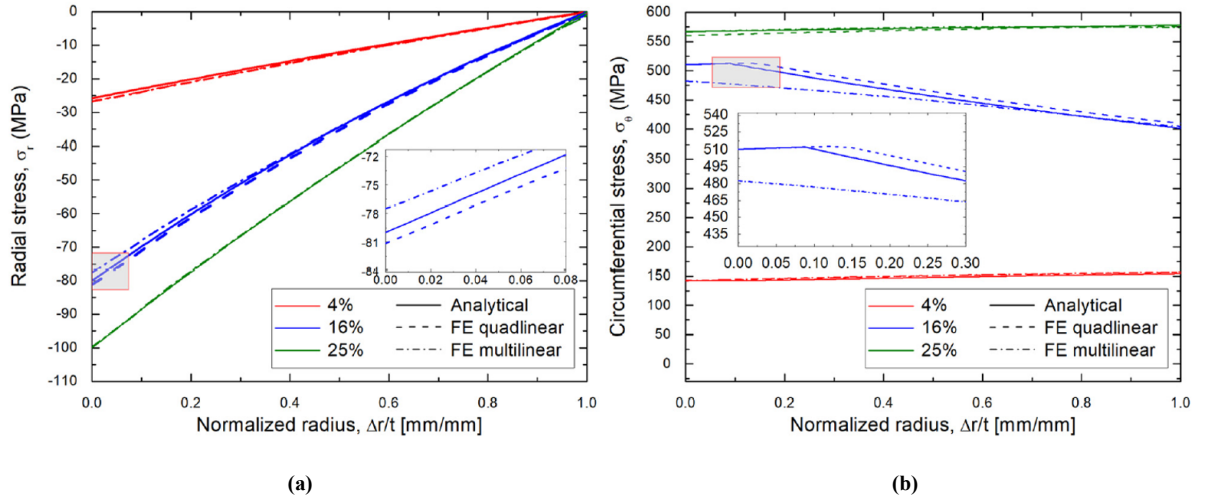 0
-10
-20
-30
-40
-50
-60
-70
-80
-90
-100
-110
Radial stress, σr (MPa)
0.0 0.2 0.4 0.6 0.8 1.0
Normalized radius, Δr/t [mm/mm]
-72
-75
-78
-81
-84
0.00 0.02 0.04 0.06 0.08
4% Analytical
16% FE quadlinear
25% FE multilinear
(a)
600
550
500
450
400
350
300
250
200
150
100
50
0
Circumferential stress, σθ (MPa)
0.0 0.2 0.4 0.6 0.8 1.0
Normalized radius, Δr/t [mm/mm]
540
525
510
495
480
465
450
435
0.00 0.05 0.10 0.15 0.20 0.25 0.30
4% Analytical
16% FE quadlinear
25% FE multilinear
(b)